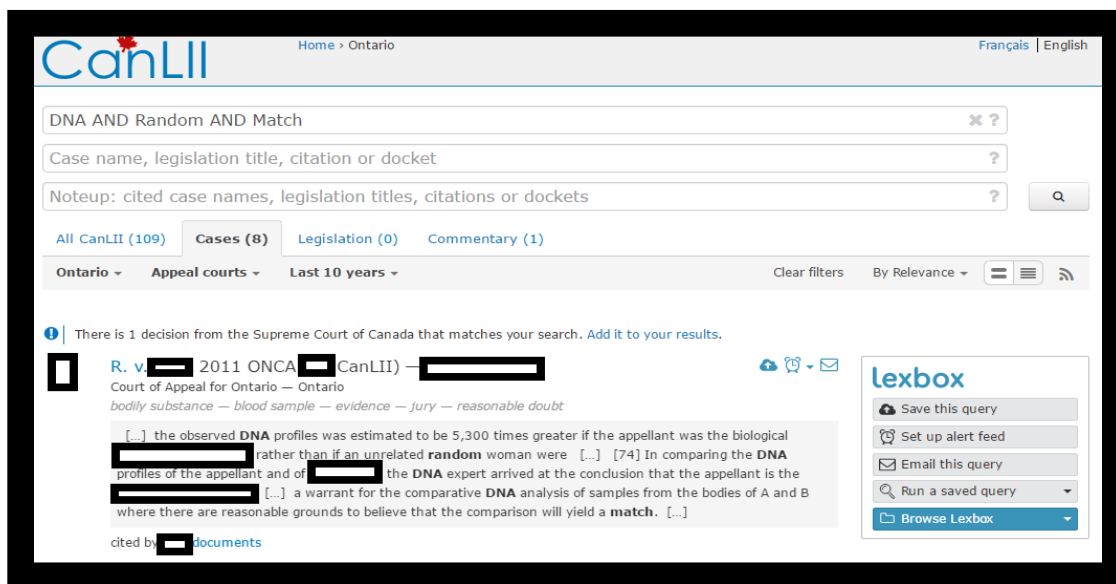 CanLII
Home › Ontario
Français | English
DNA AND Random AND Match
Case name, legislation title, citation or docket
Noteup: cited case names, legislation titles, citations or dockets
All CanLII (109) Cases (8) Legislation (0) Commentary (1)
Ontario Appeal courts Last 10 years Clear filters By Relevance
There is 1 decision from the Supreme Court of Canada that matches your search. Add it to your results.
R. v. 2011 ONCA CanLII) —
Court of Appeal for Ontario — Ontario
bodily substance — blood sample — evidence — jury — reasonable doubt
[...] the observed DNA profiles was estimated to be 5,300 times greater if the appellant was the biological
rather than if an unrelated random woman were [...] [74] In comparing the DNA
profiles of the appellant and of the DNA expert arrived at the conclusion that the appellant is the
[...] a warrant for the comparative DNA analysis of samples from the bodies of A and B
where there are reasonable grounds to believe that the comparison will yield a match. [...]
cited by documents
lexbox
Save this query
Set up alert feed
Email this query
Run a saved query
Browse Lexbox